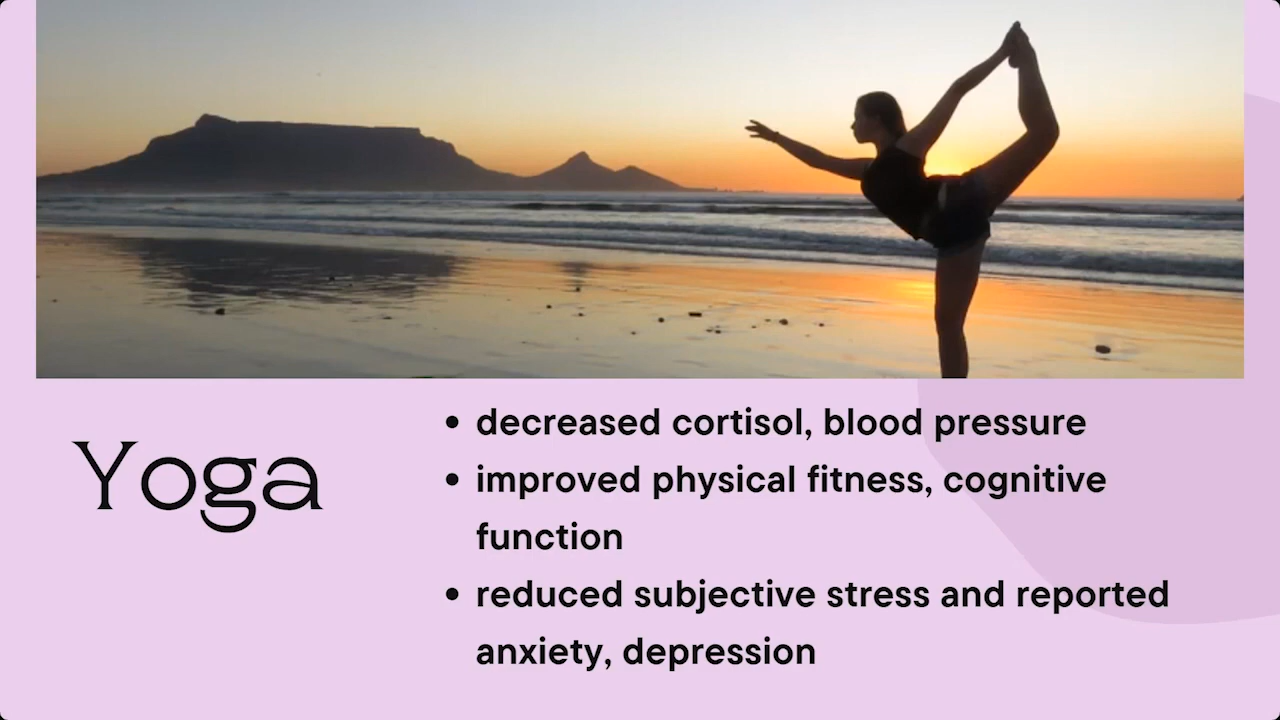 Yoga
• decreased cortisol, blood pressure
• improved physical fitness, cognitive
function
• reduced subjective stress and reported
anxiety, depression